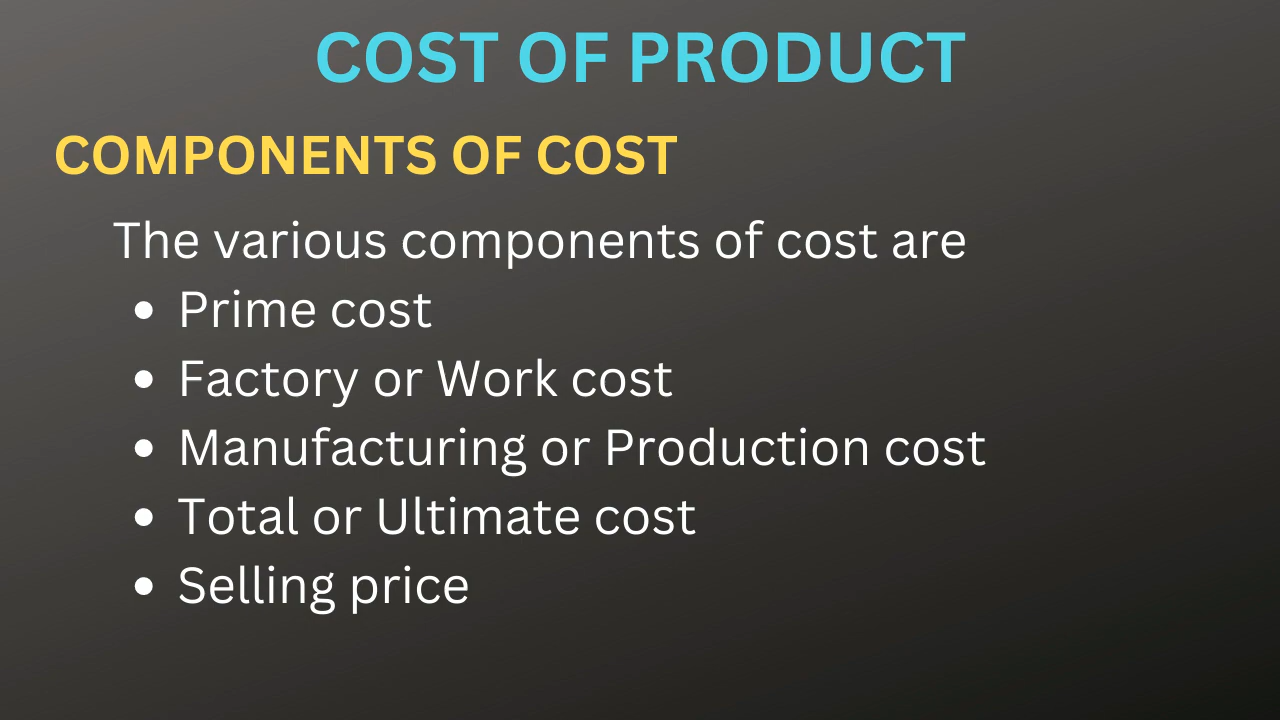 COST OF PRODUCT
COMPONENTS OF COST
The various components of cost are
• Prime cost
• Factory or Work cost
• Manufacturing or Production cost
• Total or Ultimate cost
• Selling price